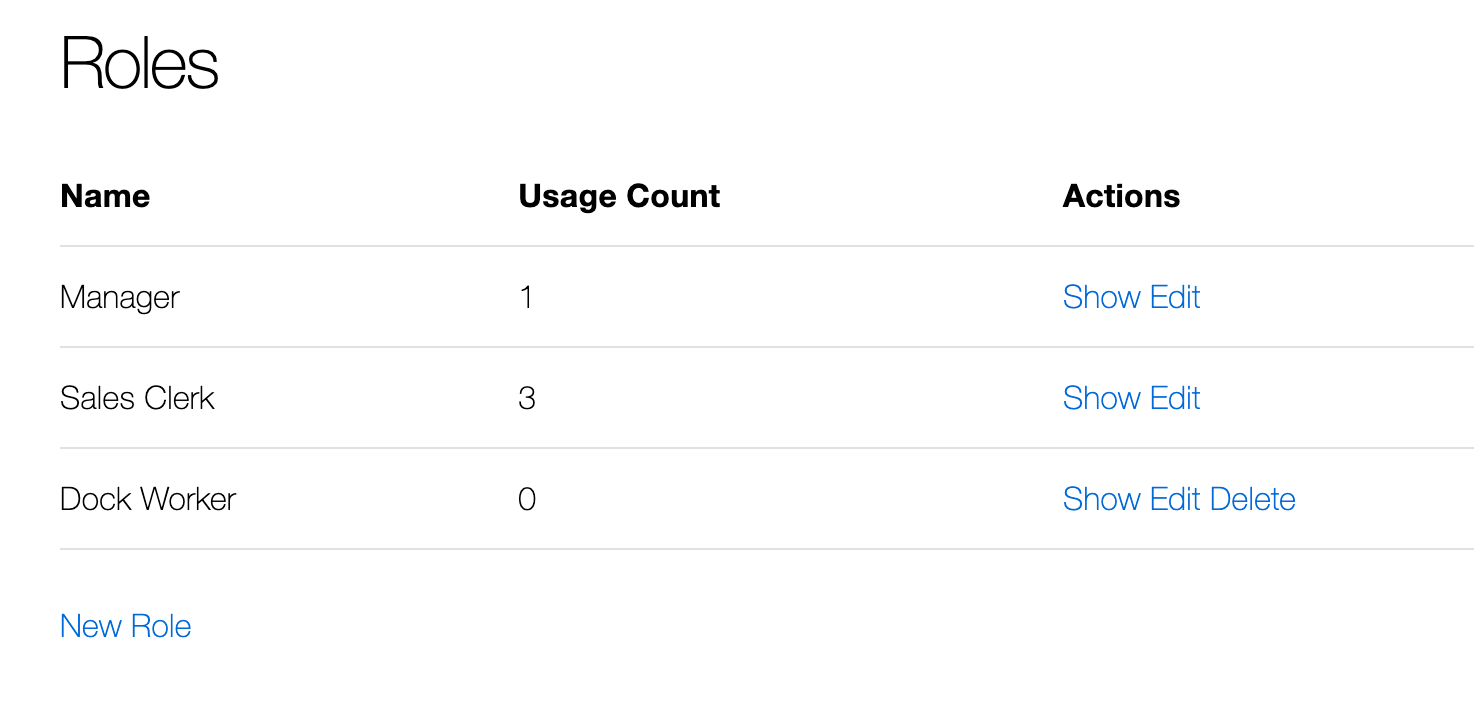 Roles
Name Usage Count Actions
Manager 1 Show Edit
Sales Clerk 3 Show Edit
Dock Worker 0 Show Edit Delete
New Role